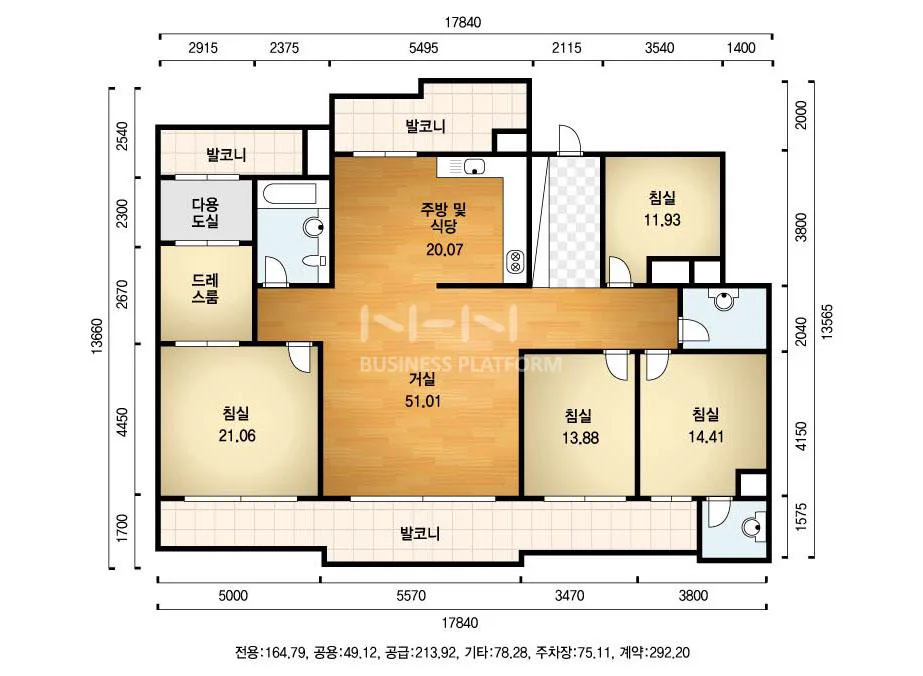 17840
2915 2375 5495 2115 3540 1400
발코니
발코니
다용
도실
주방 및
식당
20.07
침실
11.93
드레
스룸
N-HN
BUSINESS PLATFORM
거실
51.01
침실
21.06
침실
13.88
침실
14.41
발코니
13660
2540
2300
2670
4450
1700
2000
3800
2040
4150
1575
13565
5000 5570 3470 3800
17840
전용:164.79, 공용:49.12, 공급:213.92, 기타:78.28, 주차장:75.11, 계약:292.20